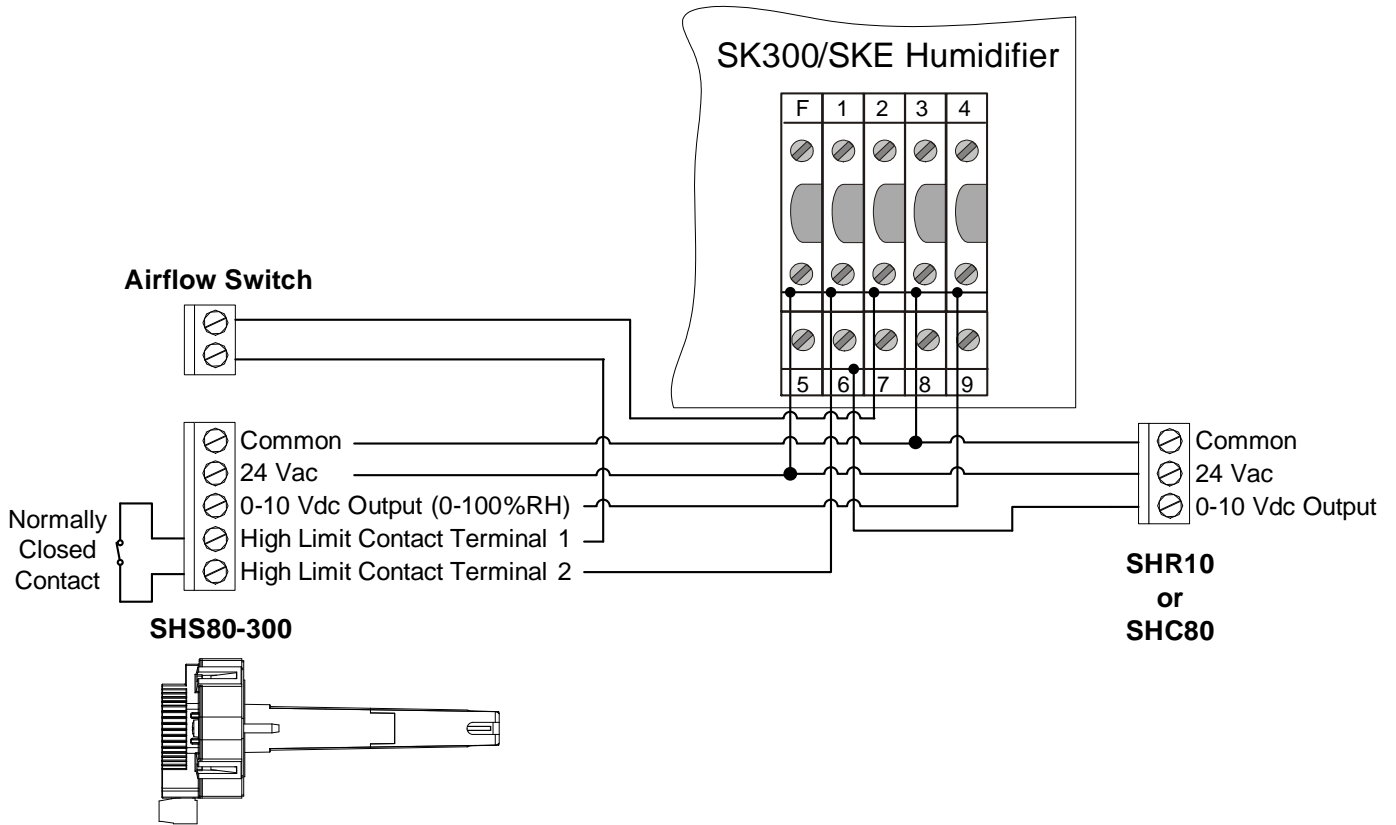 SK300/SKE Humidifier
F 1 2 3 4
Airflow Switch
5 6 7 8 9
Common
24 Vac
0-10 Vdc Output (0-100%RH)
High Limit Contact Terminal 1
High Limit Contact Terminal 2
Normally
Closed
Contact
SHS80-300
Common
24 Vac
0-10 Vdc Output
SHR10
or
SHC80